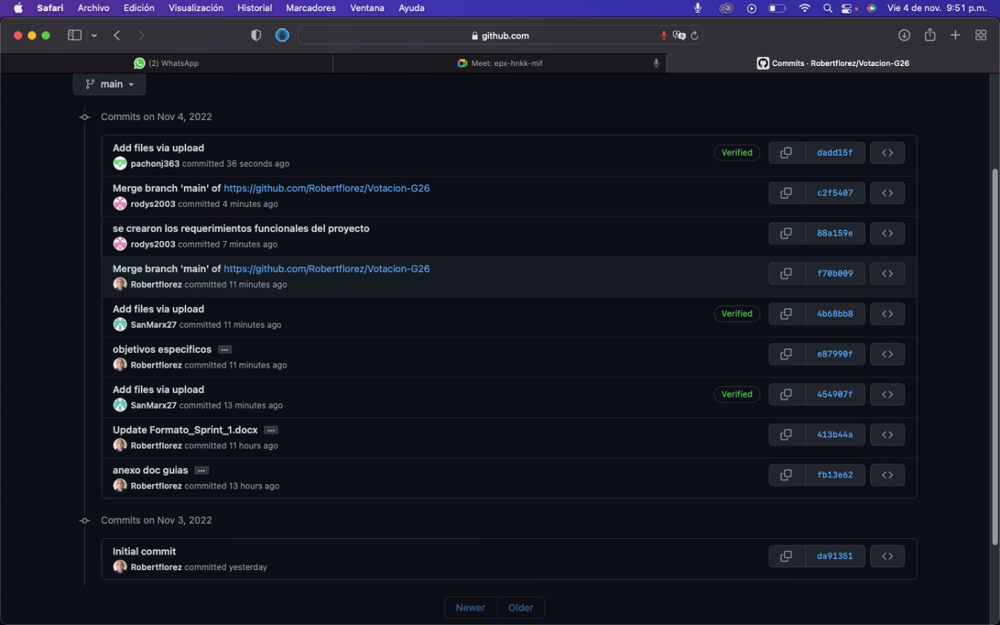 Safari Archivo Edición Visualización Historial Marcadores Ventana Ayuda Vie 4 de nov. 9:51 p.m.
github.com
(2) WhatsApp Meet: epx-hnkk-mif Commits · Robertflorez/Votacion-G26
main
Commits on Nov 4, 2022
Add files via upload
pachonj363 committed 36 seconds ago
Verified dadd15f
Merge branch 'main' of https://github.com/Robertflorez/Votacion-G26
rodys2003 committed 4 minutes ago
c2f5407
se crearon los requerimientos funcionales del proyecto
rodys2003 committed 7 minutes ago
88a159e
Merge branch 'main' of https://github.com/Robertflorez/Votacion-G26
Robertflorez committed 11 minutes ago
f70b009
Add files via upload
SanMarx27 committed 11 minutes ago
Verified 4b68bb8
objetivos especificos ...
Robertflorez committed 11 minutes ago
e87990f
Add files via upload
SanMarx27 committed 13 minutes ago
Verified 454907f
Update Formato_Sprint_1.docx ...
Robertflorez committed 11 hours ago
413b44a
anexo doc guias ...
Robertflorez committed 13 hours ago
fb13e62
Commits on Nov 3, 2022
Initial commit
Robertflorez committed yesterday
da91351
Newer Older